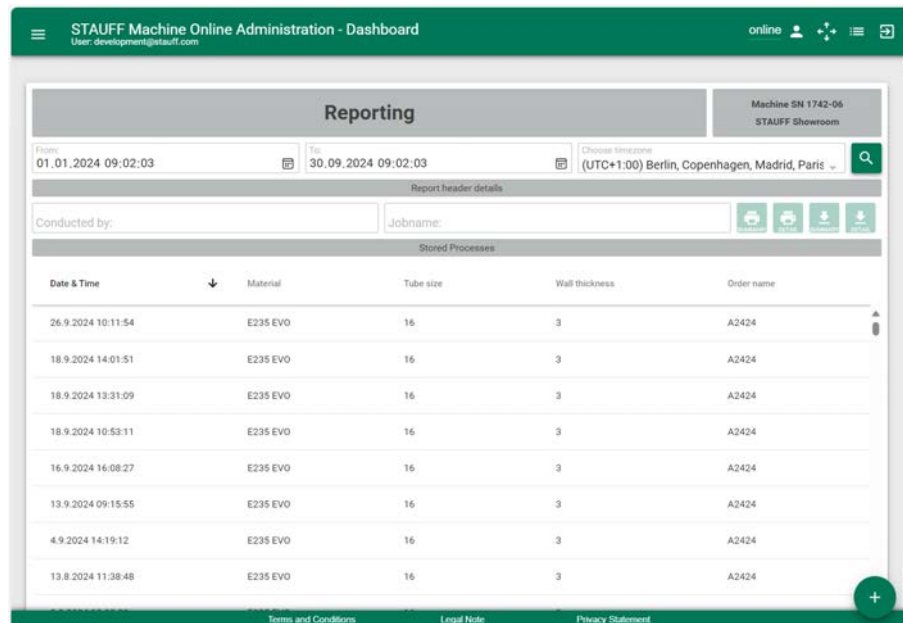 STAUFF Machine Online Administration - Dashboard
User: development@stauff.com
online
Reporting
Machine SN 1742-06
STAUFF Showroom
From:
01.01.2024 09:02:03
To:
30.09.2024 09:02:03
Choose timezone
(UTC+1:00) Berlin, Copenhagen, Madrid, Paris
Report header details
Conducted by:
Jobname:
SUMMARY
DETAIL
SUMMARY
DETAIL
Stored Processes
Date & Time Material Tube size Wall thickness Order name
26.9.2024 10:11:54 E235 EVO 16 3 A2424
18.9.2024 14:01:51 E235 EVO 16 3 A2424
18.9.2024 13:31:09 E235 EVO 16 3 A2424
18.9.2024 10:53:11 E235 EVO 16 3 A2424
16.9.2024 16:08:27 E235 EVO 16 3 A2424
13.9.2024 09:15:55 E235 EVO 16 3 A2424
4.9.2024 14:19:12 E235 EVO 16 3 A2424
13.8.2024 11:38:48 E235 EVO 16 3 A2424
Terms and Conditions Legal Note Privacy Statement